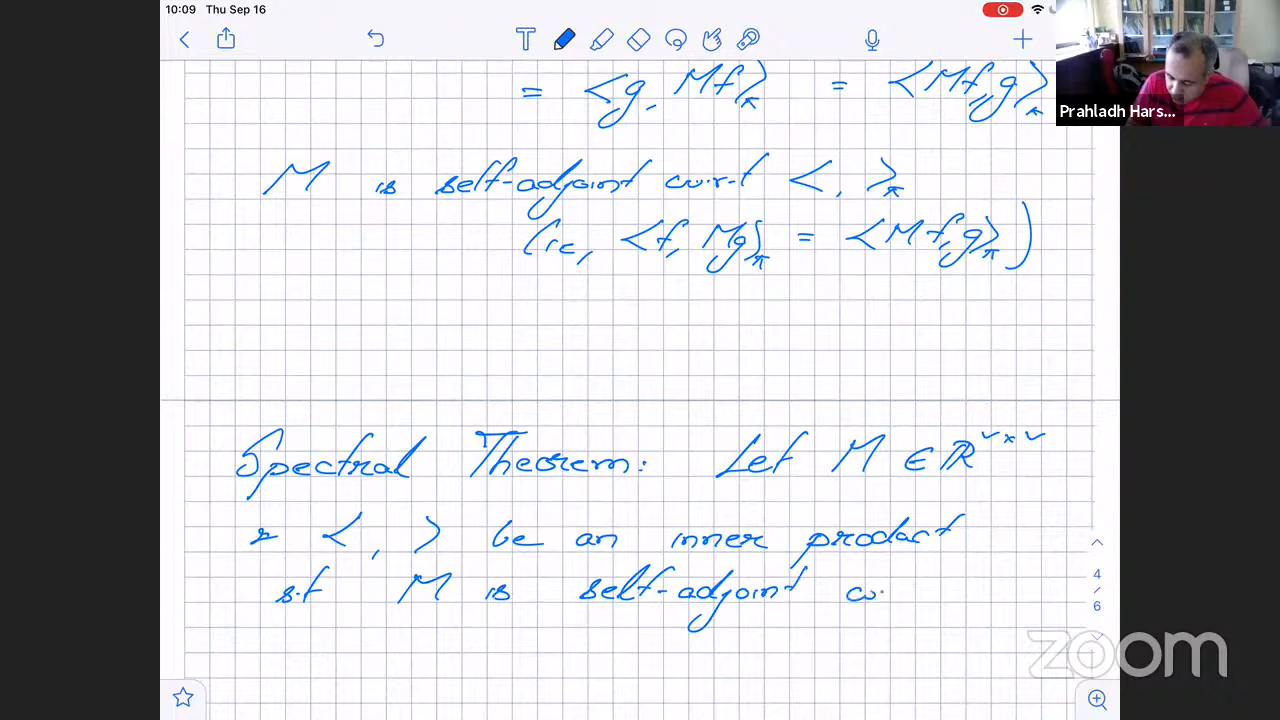 10:09 Thu Sep 16
= <g, Mf>π = <Mf, g>π
Prahladh Hars...
M is self-adjoint w.r.t < , >π
(ie, <f, Mg>π = <Mf, g>π)
Spectral Theorem: Let M ∈ ℝ^{V×V}
& < , > be an inner product
s.t M is self-adjoint w.
4
/
6
zoom